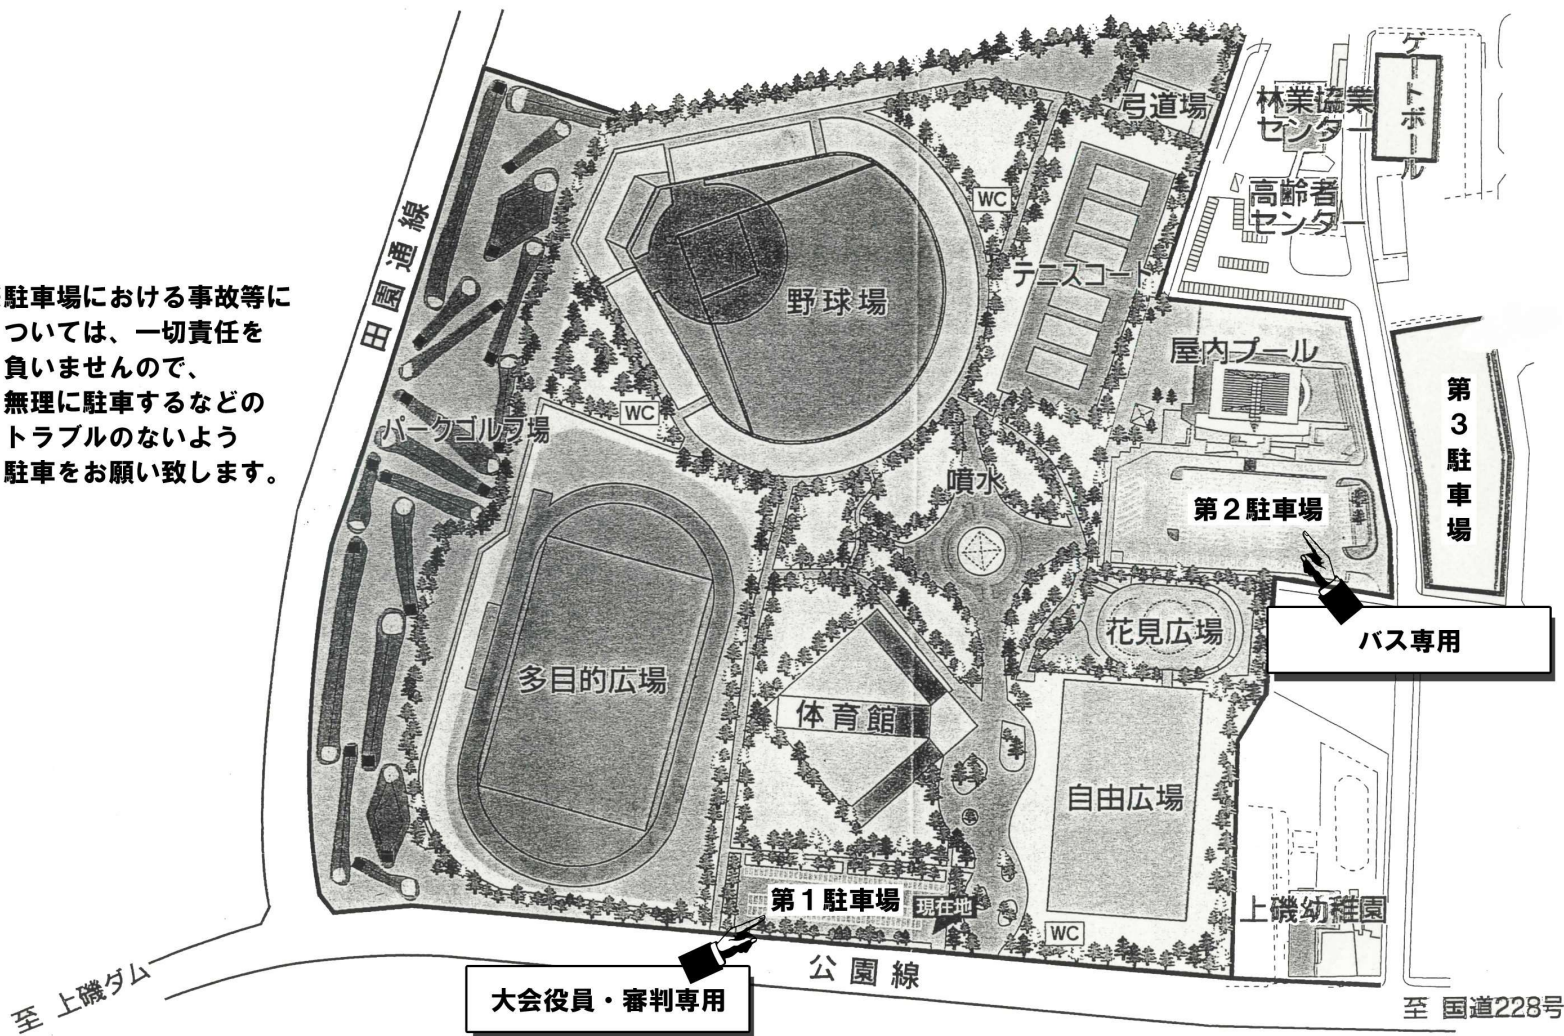 弓道場
林業協業
センター
ゲートボール
高齢者
センター
WC
テニスコート
田園通線
駐車場における事故等に
ついては、一切責任を
負いませんので、
無理に駐車するなどの
トラブルのないよう
駐車をお願い致します。
野球場
屋内プール
WC
パークゴルフ場
第3駐車場
噴水
第2駐車場
バス専用
花見広場
多目的広場
体育館
自由広場
第1駐車場
現在地
上磯幼稚園
WC
公園線
大会役員・審判専用
至 上磯ダム
至 国道228号